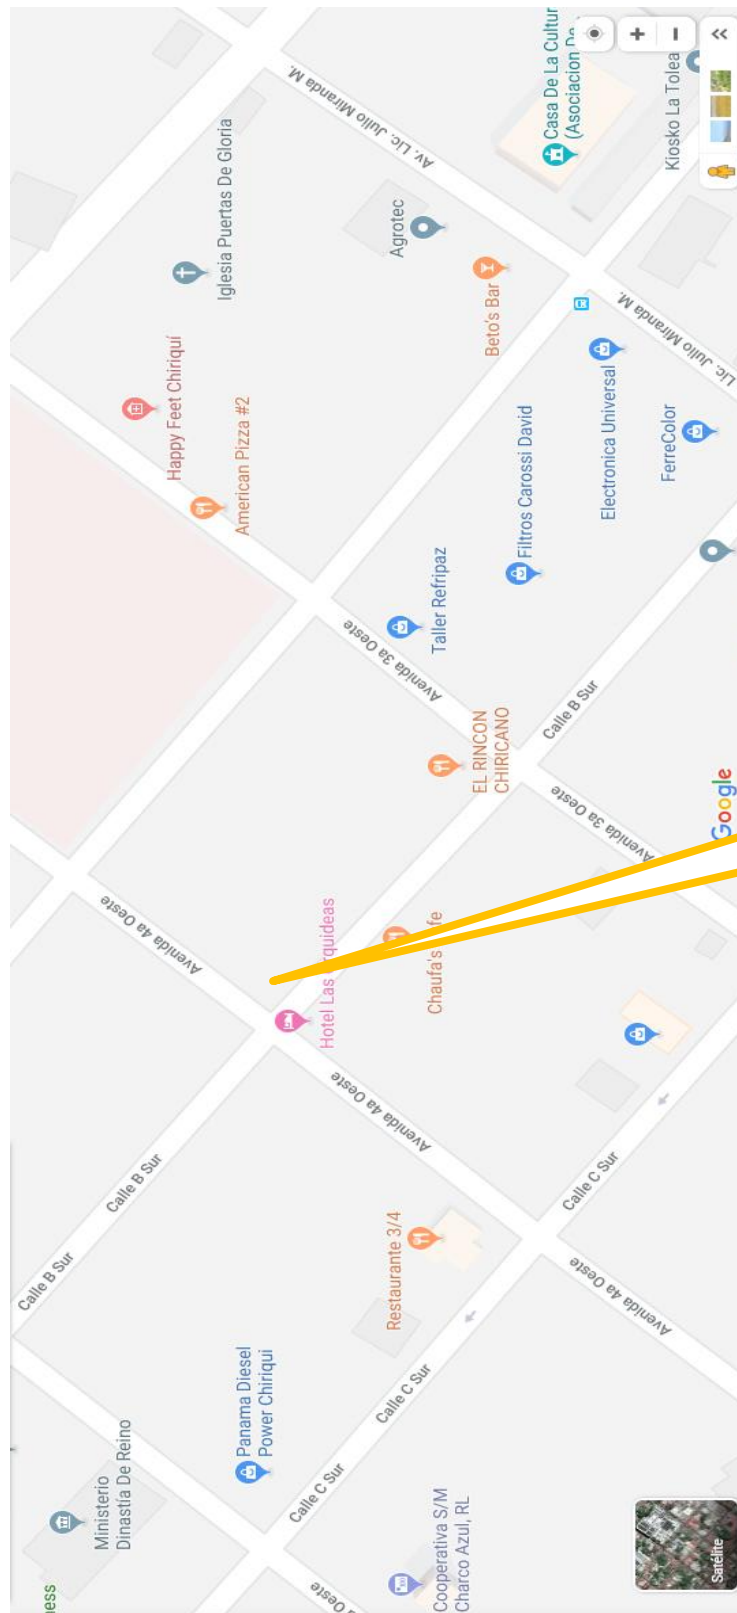 ness
Calle B Sur
Ministerio
Dinastía De Reino
Calle B Sur
Avenida 4a Oeste
Happy Feet Chiriquí
Iglesia Puertas De Gloria
American Pizza #2
Panama Diesel
Power Chiriqui
Hotel Las
Av. Lic. Julio Miranda M.
Calle C Sur
Avenida 4a Oeste
Avenida 3a Oeste
Agrotec
Restaurante 3/4
Calle C Sur
Chaufa's
Taller Refripaz
Cooperativa S/M
Charco Azul, RL
EL RINCON
CHIRICANO
Beto's Bar
Filtros Carossi David
Casa De La Cultur
(Asociacion De
Calle B Sur
Calle C Sur
Avenida 4a Oeste
Avenida 3a Oeste
Electronica Universal
FerreColor
Av. Lic. Julio Miranda M.
Kiosko La Tolea
Satélite
Google